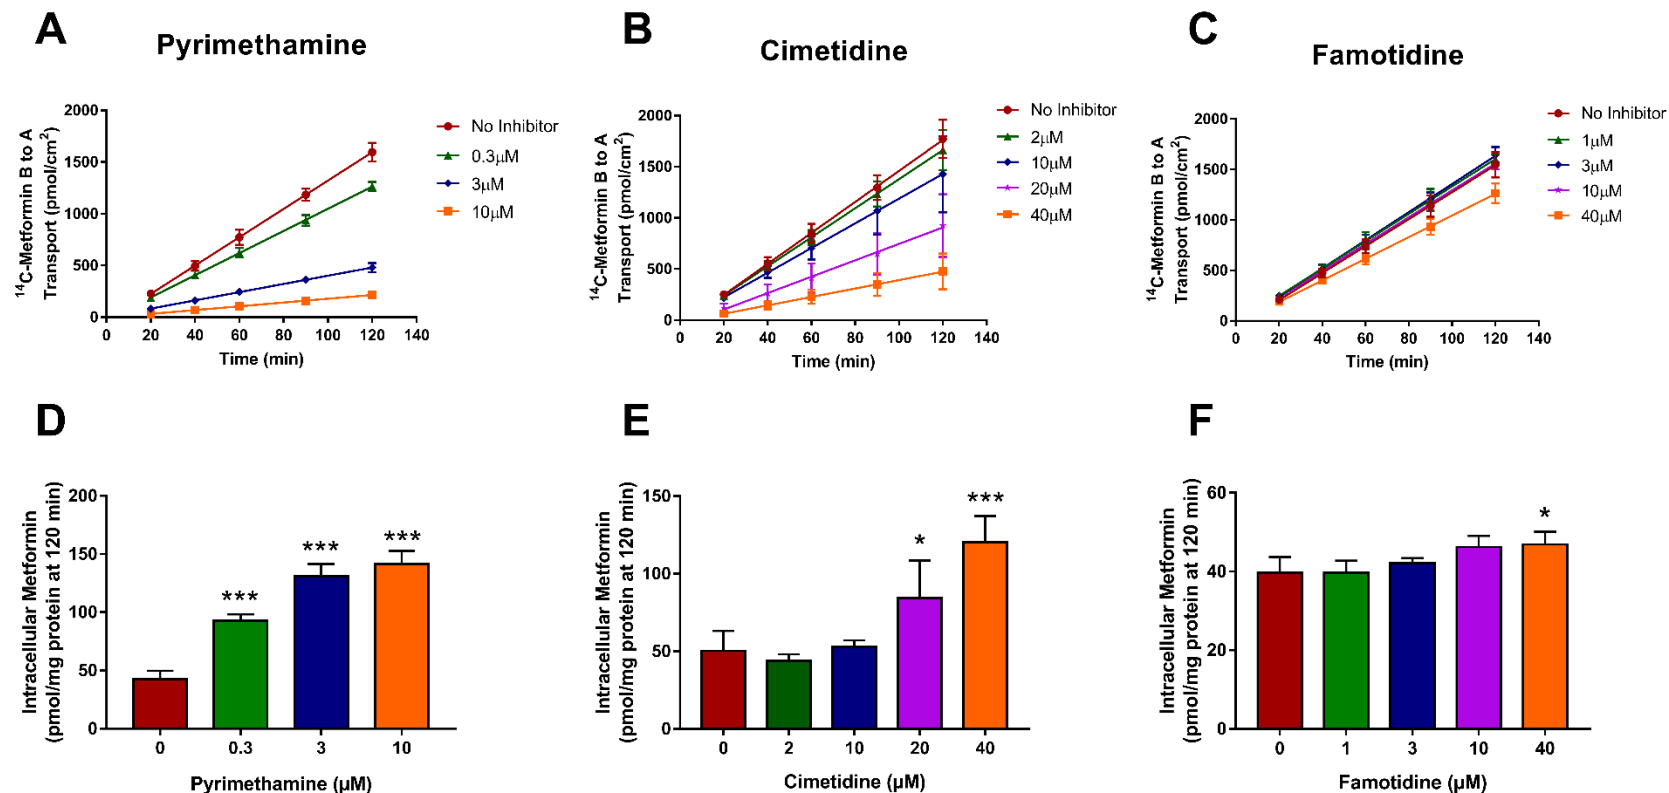 A
Pyrimethamine
¹⁴C-Metformin B to A
Transport (pmol/cm²)
2000
1500
1000
500
0
0 20 40 60 80 100 120 140
Time (min)
No Inhibitor
0.3µM
3µM
10µM
B
Cimetidine
¹⁴C-Metformin B to A
Transport (pmol/cm²)
2000
1500
1000
500
0
0 20 40 60 80 100 120 140
Time (min)
No Inhibitor
2µM
10µM
20µM
40µM
C
Famotidine
¹⁴C-Metformin B to A
Transport (pmol/cm²)
2000
1500
1000
500
0
0 20 40 60 80 100 120 140
Time (min)
No Inhibitor
1µM
3µM
10µM
40µM
D
Intracellular Metformin
(pmol/mg protein at 120 min)
200
150
100
50
0
*** *** ***
0 0.3 3 10
Pyrimethamine (µM)
E
Intracellular Metformin
(pmol/mg protein at 120 min)
150
100
50
0
* ***
0 2 10 20 40
Cimetidine (µM)
F
Intracellular Metformin
(pmol/mg protein at 120 min)
60
40
20
0
*
0 1 3 10 40
Famotidine (µM)